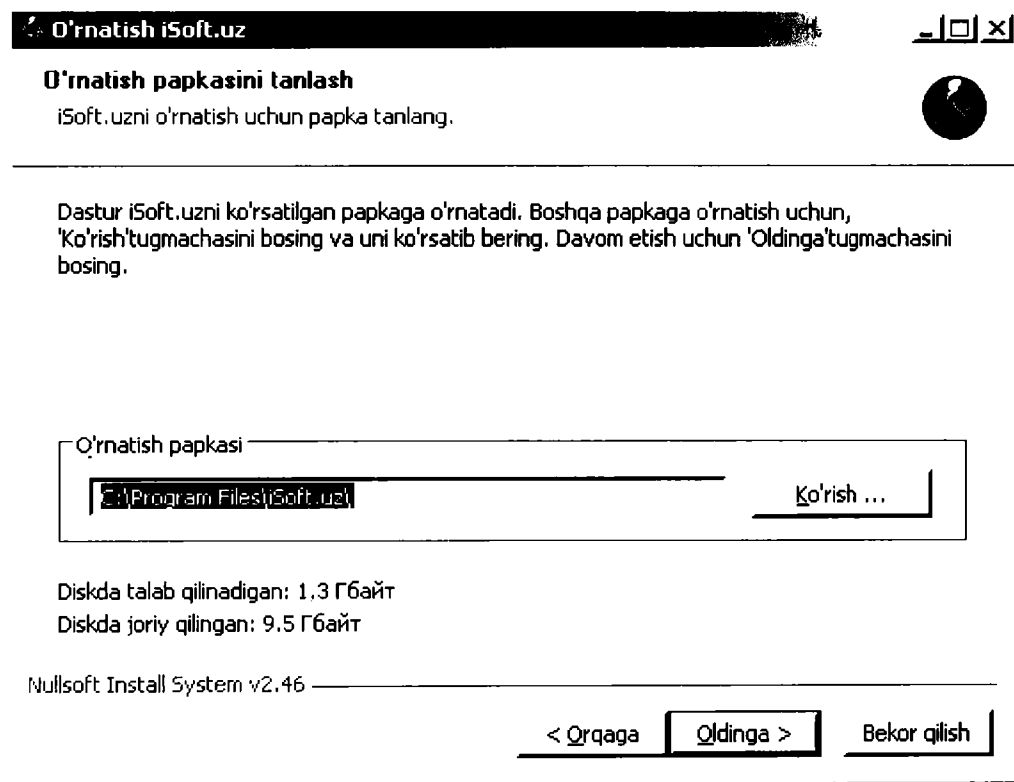 O'rnatish iSoft.uz
O'rnatish papkasini tanlash
iSoft.uzni o'rnatish uchun papka tanlang.
Dastur iSoft.uzni ko'rsatilgan papkaga o'rnatadi. Boshqa papkaga o'rnatish uchun,
'Ko'rish'tugmachasini bosing va uni ko'rsatib bering. Davom etish uchun 'Oldinga'tugmachasini
bosing.
O'rnatish papkasi
C:\Program Files\iSoft.uz\
Ko'rish ...
Diskda talab qilinadigan: 1.3 Гбайт
Diskda joriy qilingan: 9.5 Гбайт
Nullsoft Install System v2.46
< Orqaga
Oldinga >
Bekor qilish